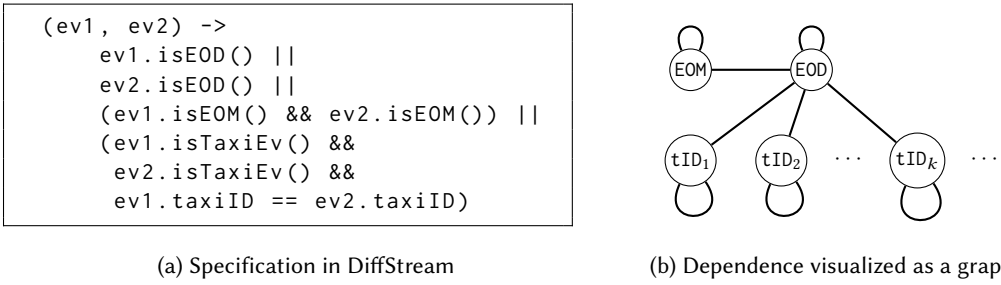 (ev1, ev2) ->
ev1.isEOD() ||
ev2.isEOD() ||
(ev1.isEOM() && ev2.isEOM()) ||
(ev1.isTaxiEv() &&
ev2.isTaxiEv() &&
ev1.taxiID == ev2.taxiID)
(a) Specification in DiffStream
EOM EOD
tID₁ tID₂ ··· tIDₖ ···
(b) Dependence visualized as a grap